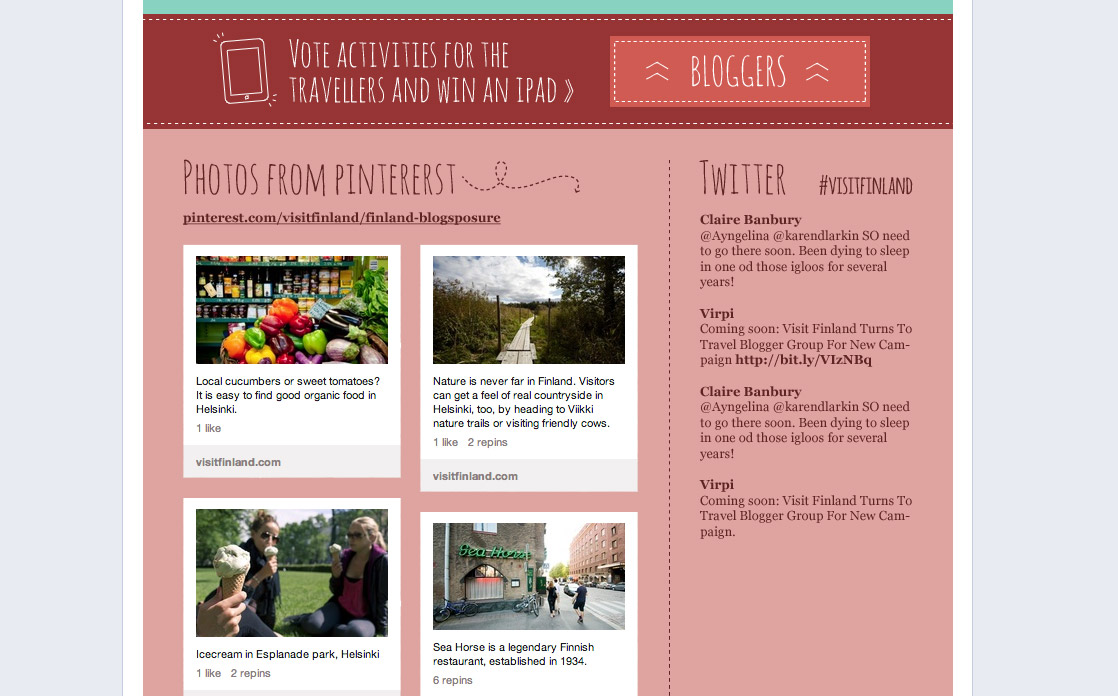 VOTE ACTIVITIES FOR THE
TRAVELLERS AND WIN AN IPAD »
BLOGGERS
PHOTOS FROM PINTERERST
pinterest.com/visitfinland/finland-blogsposure
Local cucumbers or sweet tomatoes?
It is easy to find good organic food in
Helsinki.
1 like
visitfinland.com
Icecream in Esplanade park, Helsinki
1 like 2 repins
Nature is never far in Finland. Visitors
can get a feel of real countryside in
Helsinki, too, by heading to Viikki
nature trails or visiting friendly cows.
1 like 2 repins
visitfinland.com
Sea Horse
Sea Horse is a legendary Finnish
restaurant, established in 1934.
6 repins
TWITTER #VISITFINLAND
Claire Banbury
@Ayngelina @karendlarkin SO need
to go there soon. Been dying to sleep
in one od those igloos for several
years!
Virpi
Coming soon: Visit Finland Turns To
Travel Blogger Group For New Cam-
paign http://bit.ly/VIzNBq
Claire Banbury
@Ayngelina @karendlarkin SO need
to go there soon. Been dying to sleep
in one od those igloos for several
years!
Virpi
Coming soon: Visit Finland Turns To
Travel Blogger Group For New Cam-
paign.